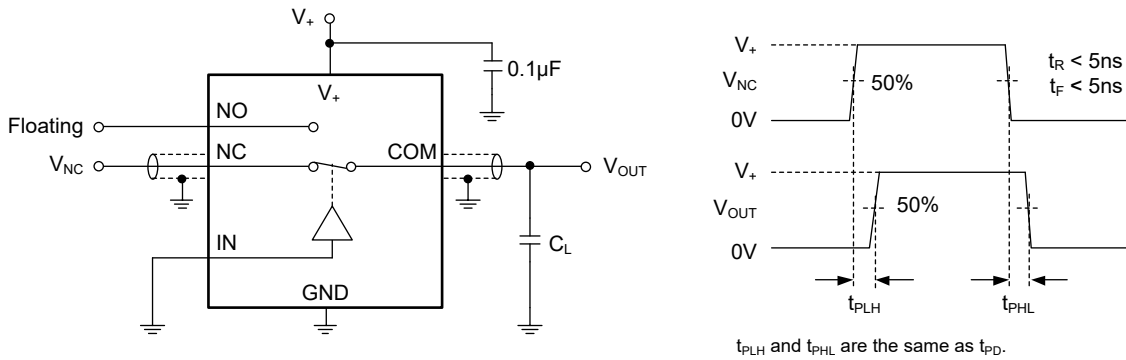 V+
0.1µF
V+
NO
Floating
NC
COM
VNC
VOUT
IN
CL
GND
V+
VNC
50%
0V
tR < 5ns
tF < 5ns
V+
VOUT
50%
0V
tPLH
tPHL
tPLH and tPHL are the same as tPD.